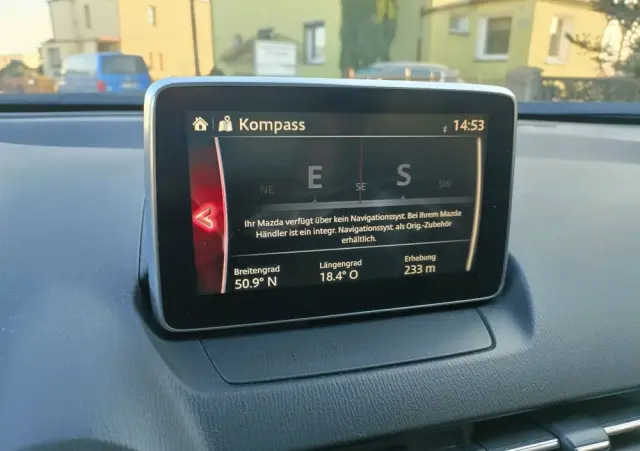 Kompass 14:53
NE E SE S SW
Ihr Mazda verfügt über kein Navigationssyst. Bei Ihrem Mazda
Händler ist ein integr. Navigationssyst. als Orig.-Zubehör
erhältlich.
Breitengrad Längengrad Erhebung
50.9° N 18.4° O 233 m